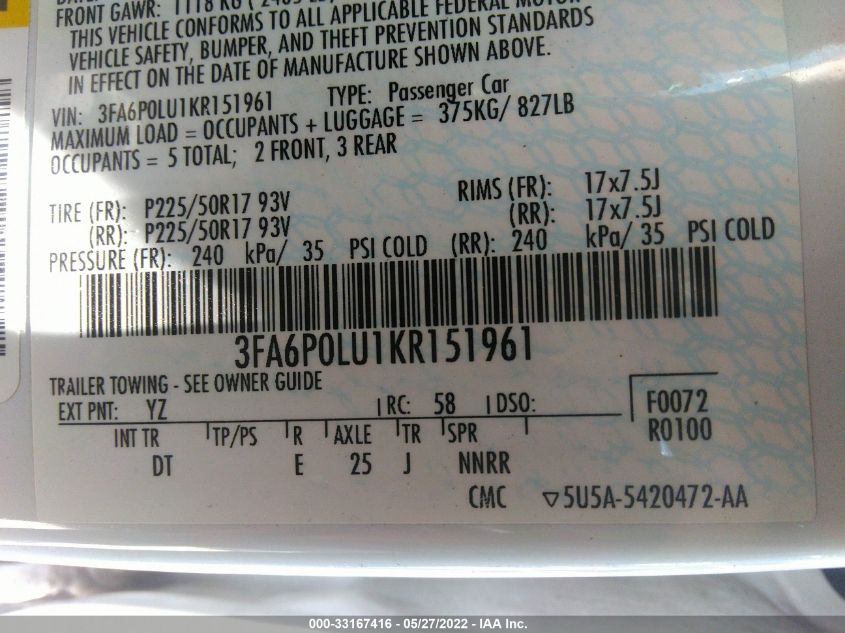 FRONT GAWR: 1118 KG
THIS VEHICLE CONFORMS TO ALL APPLICABLE FEDERAL MOTOR
VEHICLE SAFETY, BUMPER, AND THEFT PREVENTION STANDARDS
IN EFFECT ON THE DATE OF MANUFACTURE SHOWN ABOVE.
VIN: 3FA6P0LU1KR151961 TYPE: Passenger Car
MAXIMUM LOAD = OCCUPANTS + LUGGAGE = 375KG/ 827LB
OCCUPANTS = 5 TOTAL; 2 FRONT, 3 REAR
TIRE (FR): P225/50R17 93V RIMS (FR): 17x7.5J
(RR): P225/50R17 93V (RR): 17x7.5J
PRESSURE (FR): 240 kPa/ 35 PSI COLD (RR): 240 kPa/ 35 PSI COLD
3FA6P0LU1KR151961
TRAILER TOWING - SEE OWNER GUIDE
EXT PNT: YZ RC: 58 DSO: F0072
INT TR TP/PS R AXLE TR SPR R0100
DT E 25 J NNRR
CMC ▽5U5A-5420472-AA
000-33167416 - 05/27/2022 - IAA Inc.